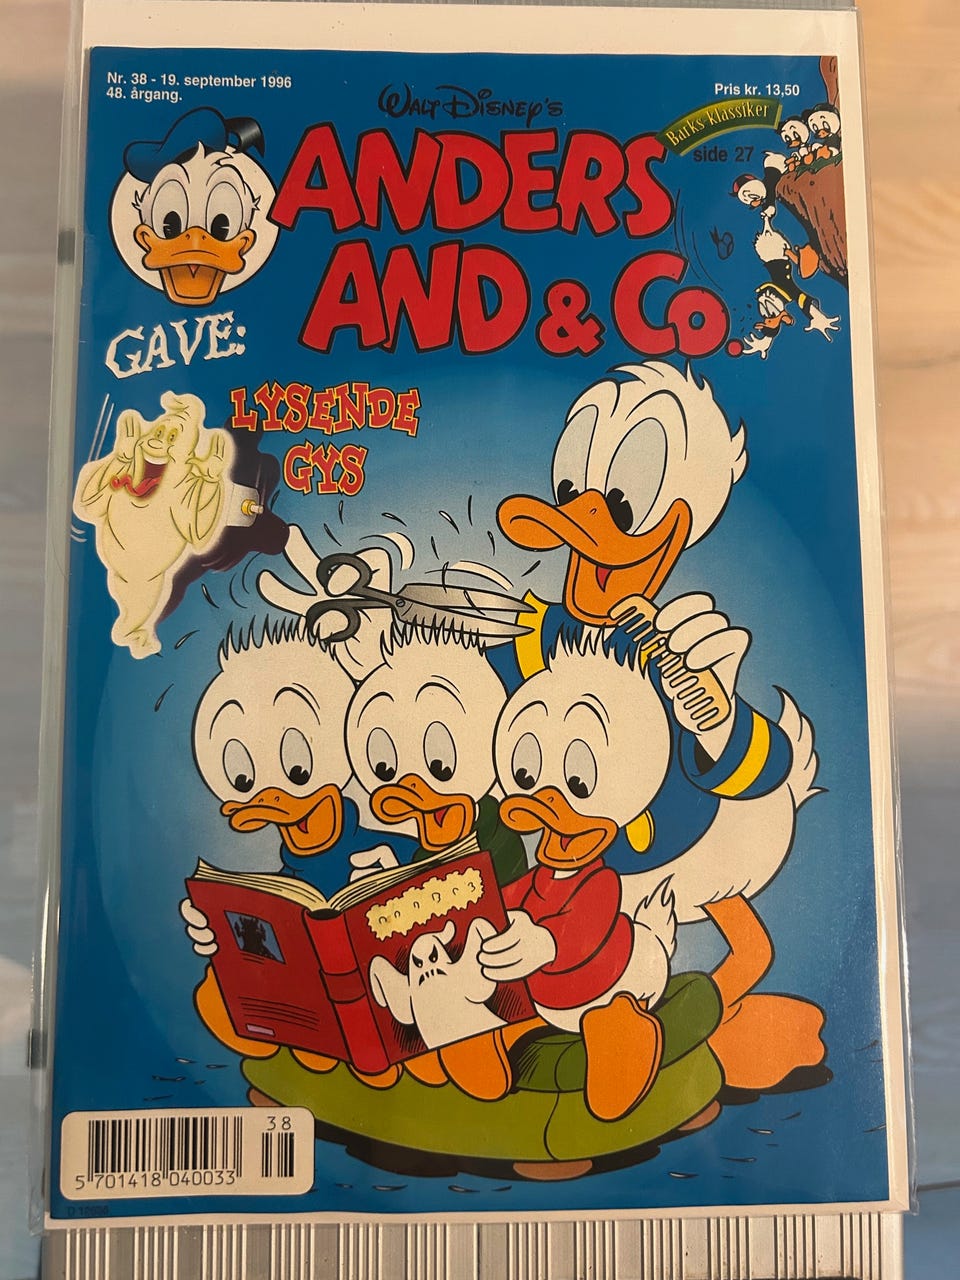 Nr. 38 - 19. september 1996
48. årgang.
Pris kr. 13,50
WALT DISNEY'S
Barks-klassiker
side 27
ANDERS
AND & Co.
GAVE:
LYSENDE
GYS
38
5 701418 040033